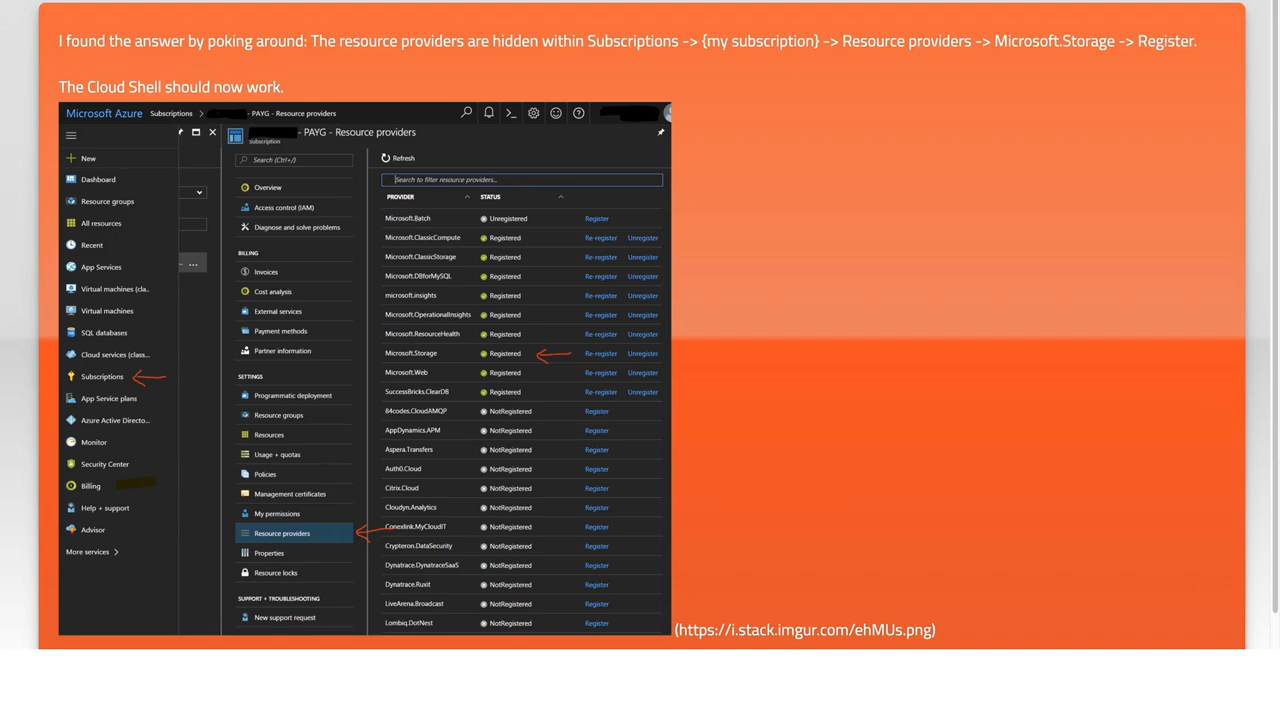 I found the answer by poking around: The resource providers are hidden within Subscriptions -> {my subscription} -> Resource providers -> Microsoft.Storage -> Register.
The Cloud Shell should now work.
Microsoft Azure Subscriptions > - PAYG - Resource providers
- PAYG - Resource providers
subscription
New
Dashboard
Resource groups
All resources
Recent
App Services
Virtual machines (cla..
Virtual machines
SQL databases
Cloud services (class...
Subscriptions
App Service plans
Azure Active Directo...
Monitor
Security Center
Billing
Help + support
Advisor
More services >
...
Search (Ctrl+/)
Overview
Access control (IAM)
Diagnose and solve problems
BILLING
Invoices
Cost analysis
External services
Payment methods
Partner information
SETTINGS
Programmatic deployment
Resource groups
Resources
Usage + quotas
Policies
Management certificates
My permissions
Resource providers
Properties
Resource locks
SUPPORT + TROUBLESHOOTING
New support request
Refresh
Search to filter resource providers...
PROVIDER STATUS
Microsoft.Batch Unregistered Register
Microsoft.ClassicCompute Registered Re-register Unregister
Microsoft.ClassicStorage Registered Re-register Unregister
Microsoft.DBforMySQL Registered Re-register Unregister
microsoft.insights Registered Re-register Unregister
Microsoft.OperationalInsights Registered Re-register Unregister
Microsoft.ResourceHealth Registered Re-register Unregister
Microsoft.Storage Registered Re-register Unregister
Microsoft.Web Registered Re-register Unregister
SuccessBricks.ClearDB Registered Re-register Unregister
84codes.CloudAMQP NotRegistered Register
AppDynamics.APM NotRegistered Register
Aspera.Transfers NotRegistered Register
Auth0.Cloud NotRegistered Register
Citrix.Cloud NotRegistered Register
Cloudyn.Analytics NotRegistered Register
Conexlink.MyCloudIT NotRegistered Register
Crypteron.DataSecurity NotRegistered Register
Dynatrace.DynatraceSaaS NotRegistered Register
Dynatrace.Ruxit NotRegistered Register
LiveArena.Broadcast NotRegistered Register
Lombiq.DotNest NotRegistered Register
(https://i.stack.imgur.com/ehMUs.png)